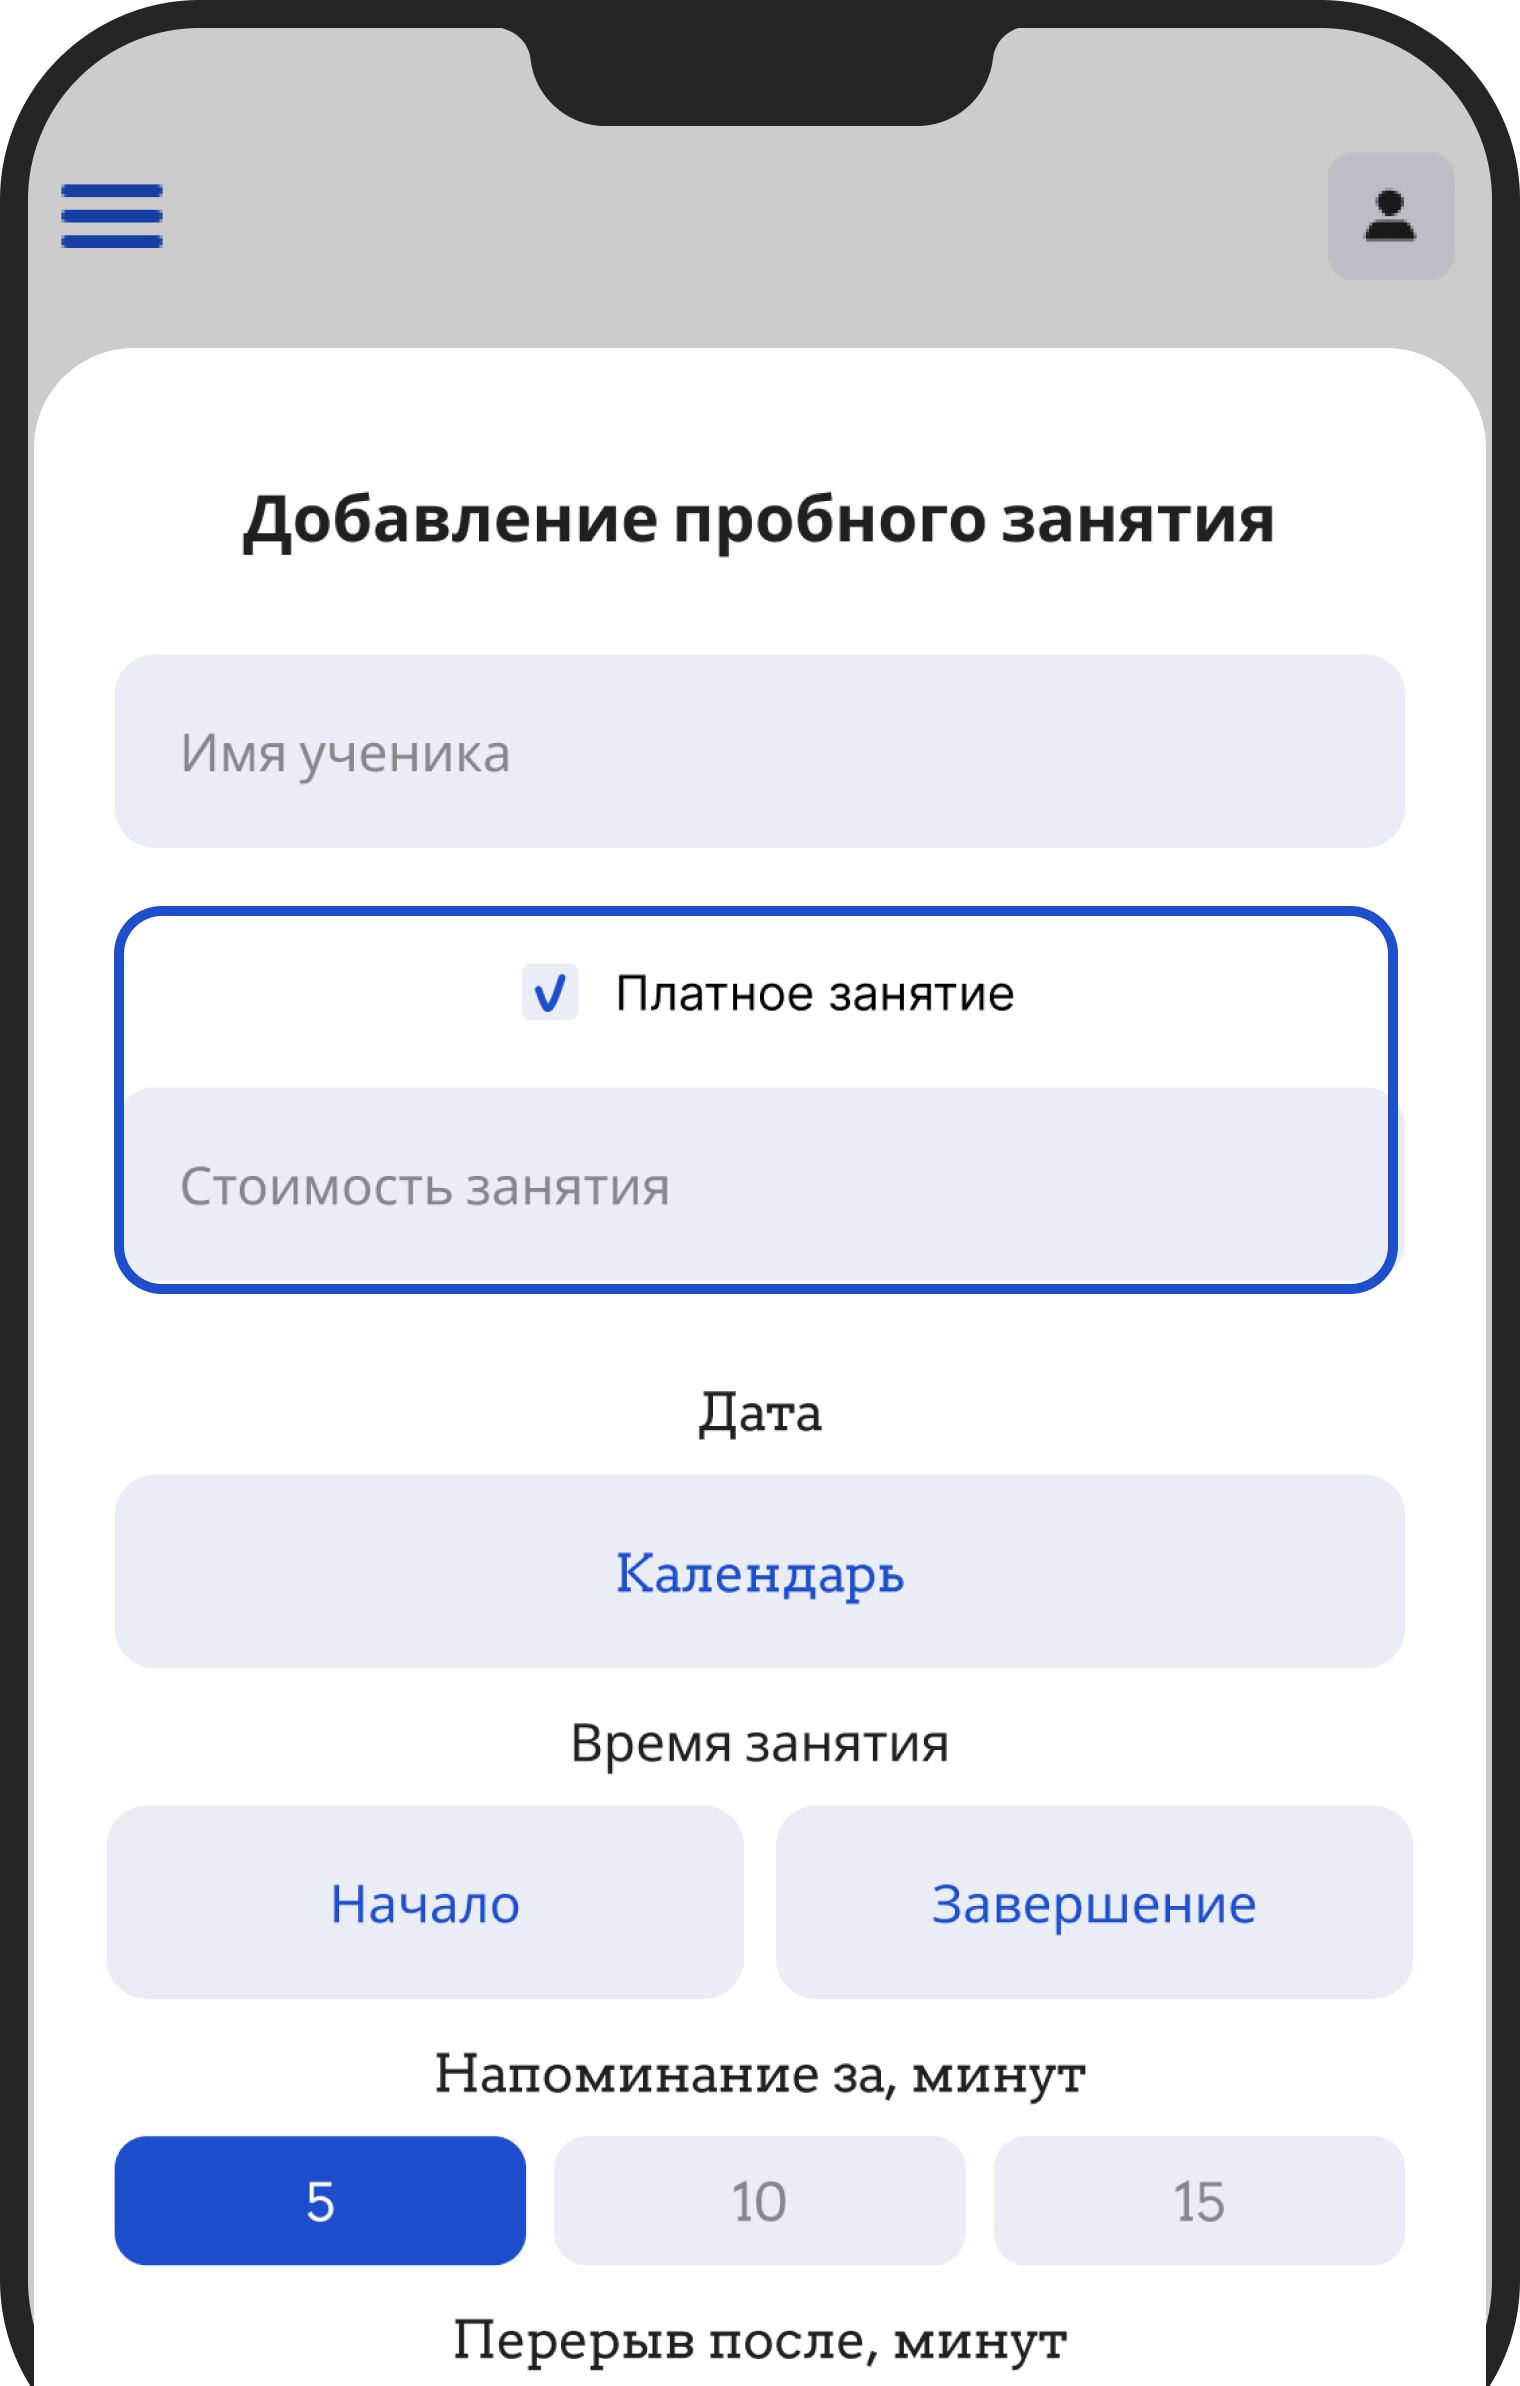 Добавление пробного занятия
Имя ученика
Платное занятие
Стоимость занятия
Дата
Календарь
Время занятия
Начало Завершение
Напоминание за, минут
5 10 15
Перерыв после, минут